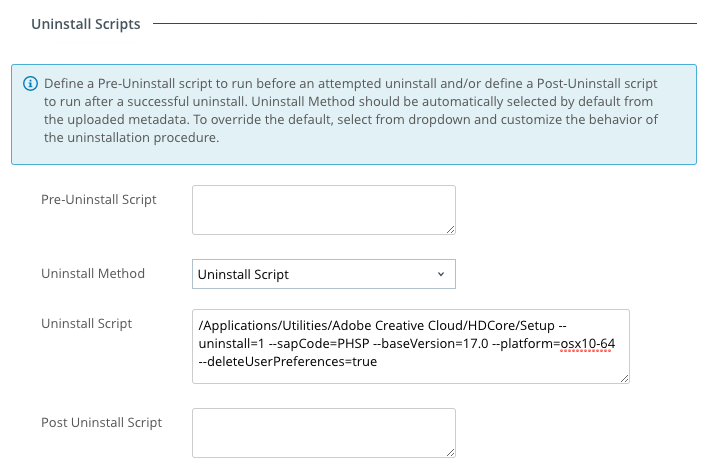 Uninstall Scripts
Define a Pre-Uninstall script to run before an attempted uninstall and/or define a Post-Uninstall script
to run after a successful uninstall. Uninstall Method should be automatically selected by default from
the uploaded metadata. To override the default, select from dropdown and customize the behavior of
the uninstallation procedure.
Pre-Uninstall Script
Uninstall Method
Uninstall Script
Uninstall Script
/Applications/Utilities/Adobe Creative Cloud/HDCore/Setup --
uninstall=1 --sapCode=PHSP --baseVersion=17.0 --platform=osx10-64
--deleteUserPreferences=true
Post Uninstall Script